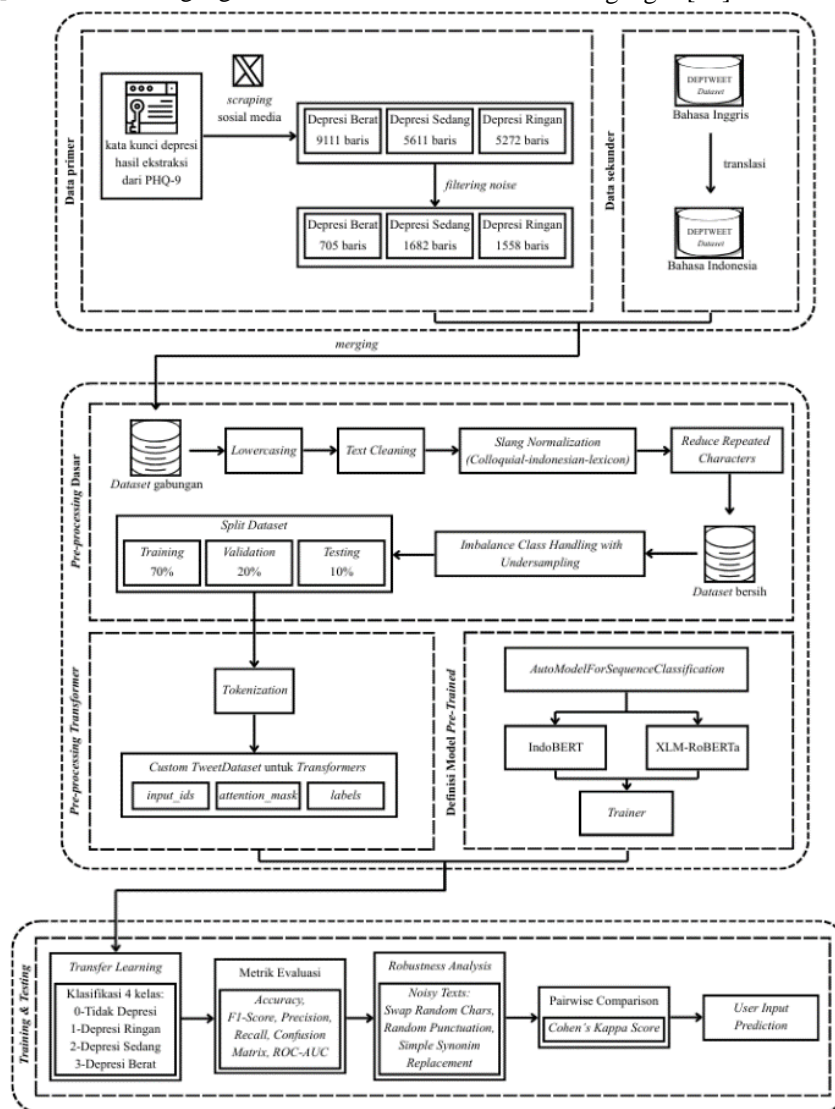 Data primer
kata kunci depresi
hasil ekstraksi
dari PHQ-9
scraping
sosial media
Depresi Berat
9111 baris
Depresi Sedang
5611 baris
Depresi Ringan
5272 baris
filtering noise
Depresi Berat
705 baris
Depresi Sedang
1682 baris
Depresi Ringan
1558 baris
Data sekunder
DEPTWEET
Dataset
Bahasa Inggris
translasi
DEPTWEET
Dataset
Bahasa Indonesia
merging
Pre-processing Dasar
Dataset gabungan
Lowercasing
Text Cleaning
Slang Normalization
(Colloquial-indonesian-lexicon)
Reduce Repeated
Characters
Dataset bersih
Imbalance Class Handling with
Undersampling
Split Dataset
Training
70%
Validation
20%
Testing
10%
Pre-processing Transformer
Tokenization
Custom TweetDataset untuk Transformers
input_ids
attention_mask
labels
Definisi Model Pre-Trained
AutoModelForSequenceClassification
IndoBERT
XLM-RoBERTa
Trainer
Training & Testing
Transfer Learning
Klasifikasi 4 kelas:
0-Tidak Depresi
1-Depresi Ringan
2-Depresi Sedang
3-Depresi Berat
Metrik Evaluasi
Accuracy,
F1-Score, Precision,
Recall, Confusion
Matrix, ROC-AUC
Robustness Analysis
Noisy Texts:
Swap Random Chars,
Random Punctuation,
Simple Synonim
Replacement
Pairwise Comparison
Cohen's Kappa Score
User Input
Prediction